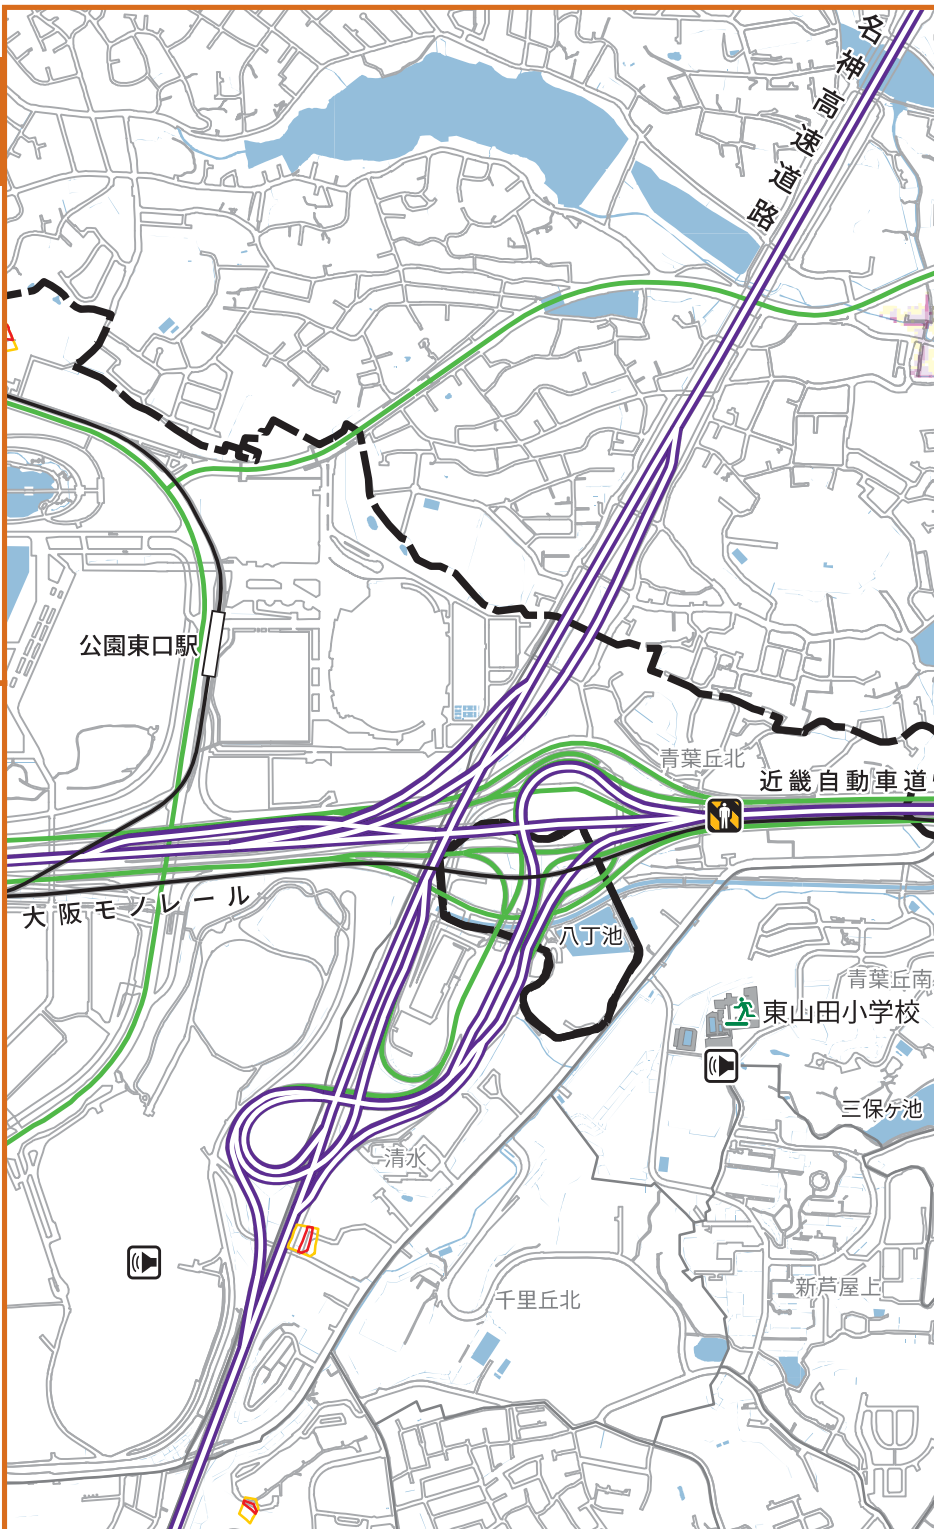 名神高速道路
公園東口駅
青葉丘北
近畿自動車道
大阪モノレール
八丁池
青葉丘南
東山田小学校
三保ヶ池
清水
新芦屋上
千里丘北